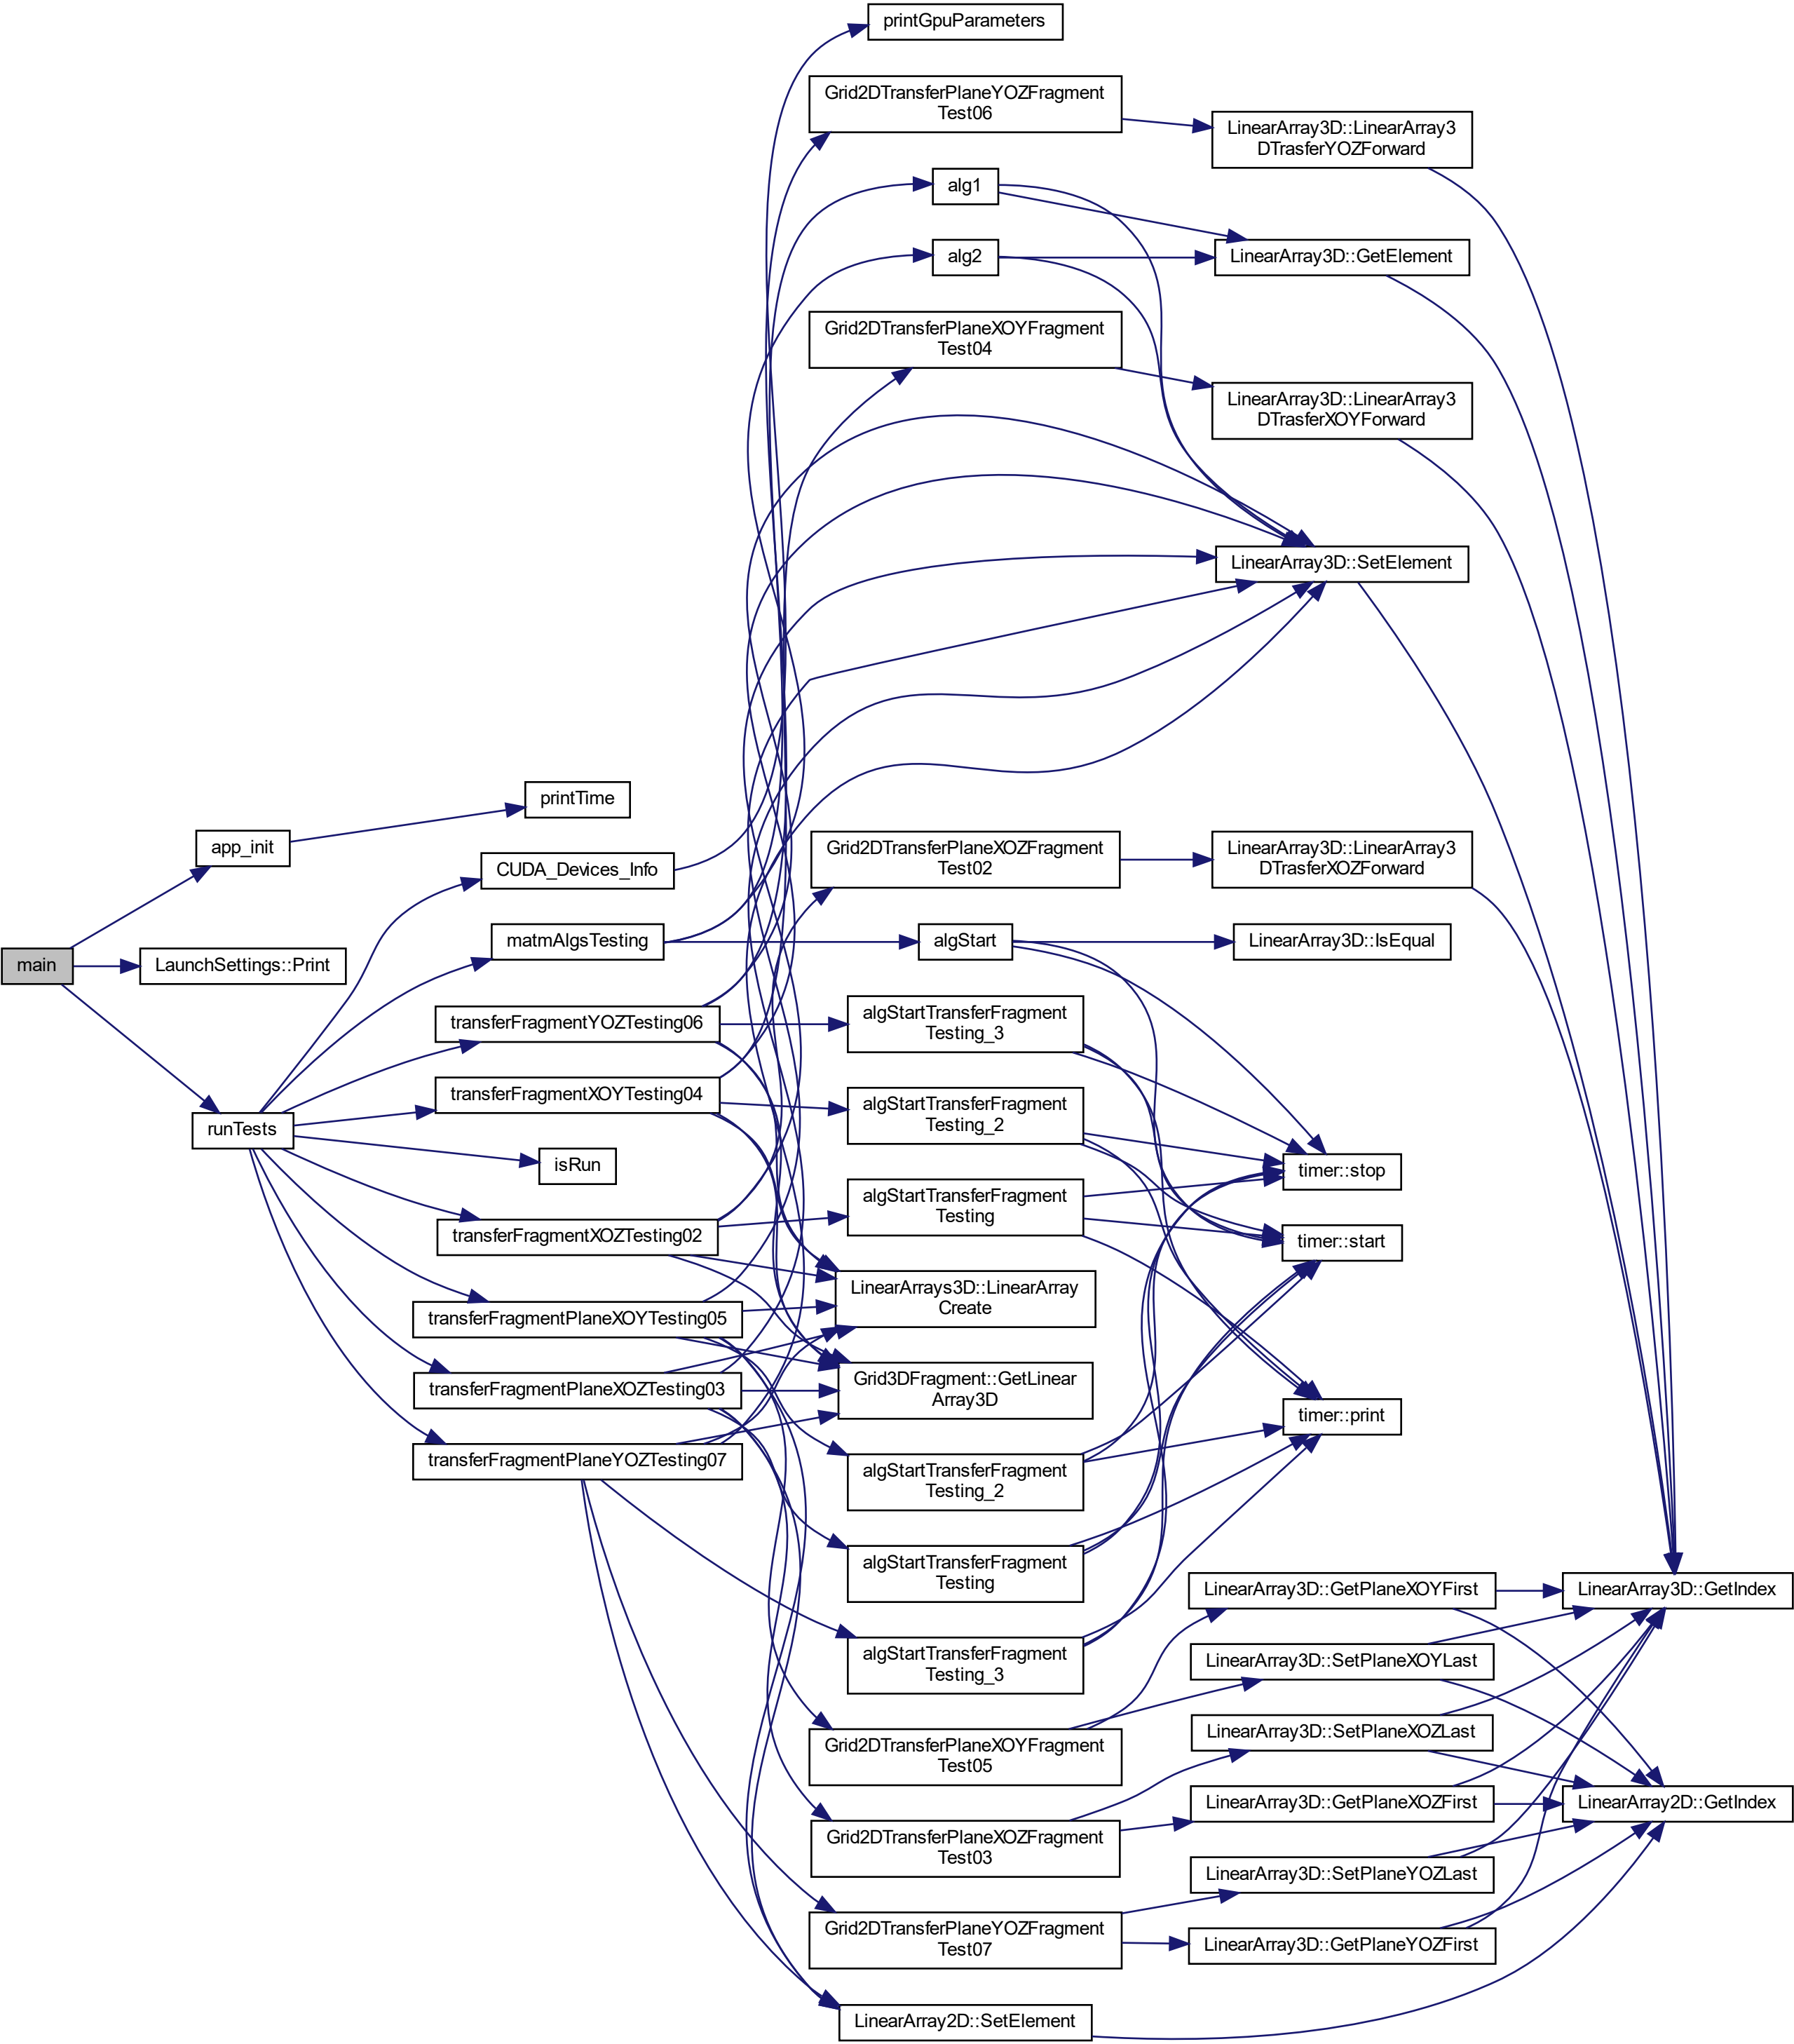 main
app_init
LaunchSettings::Print
runTests
printTime
CUDA_Devices_Info
matmAlgsTesting
transferFragmentYOZTesting06
transferFragmentXOYTesting04
isRun
transferFragmentXOZTesting02
transferFragmentPlaneXOYTesting05
transferFragmentPlaneXOZTesting03
transferFragmentPlaneYOZTesting07
printGpuParameters
Grid2DTransferPlaneYOZFragment
Test06
alg1
alg2
Grid2DTransferPlaneXOYFragment
Test04
Grid2DTransferPlaneXOZFragment
Test02
algStart
algStartTransferFragment
Testing_3
algStartTransferFragment
Testing_2
algStartTransferFragment
Testing
LinearArrays3D::LinearArray
Create
Grid3DFragment::GetLinear
Array3D
algStartTransferFragment
Testing_2
algStartTransferFragment
Testing
algStartTransferFragment
Testing_3
Grid2DTransferPlaneXOYFragment
Test05
Grid2DTransferPlaneXOZFragment
Test03
Grid2DTransferPlaneYOZFragment
Test07
LinearArray2D::SetElement
LinearArray3D::LinearArray3
DTrasferYOZForward
LinearArray3D::GetElement
LinearArray3D::LinearArray3
DTrasferXOYForward
LinearArray3D::SetElement
LinearArray3D::LinearArray3
DTrasferXOZForward
LinearArray3D::IsEqual
timer::stop
timer::start
timer::print
LinearArray3D::GetPlaneXOYFirst
LinearArray3D::SetPlaneXOYLast
LinearArray3D::SetPlaneXOZLast
LinearArray3D::GetPlaneXOZFirst
LinearArray3D::SetPlaneYOZLast
LinearArray3D::GetPlaneYOZFirst
LinearArray3D::GetIndex
LinearArray2D::GetIndex